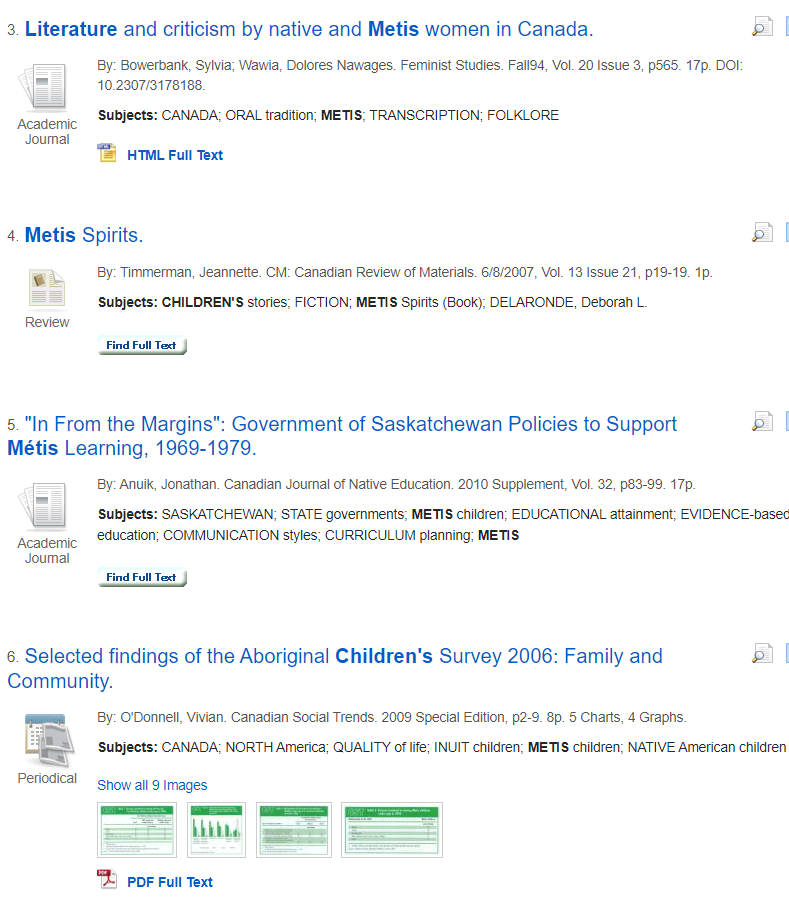 3. Literature and criticism by native and Metis women in Canada.
By: Bowerbank, Sylvia; Wawia, Dolores Nawages. Feminist Studies. Fall94, Vol. 20 Issue 3, p565. 17p. DOI:
10.2307/3178188.
Academic
Journal
Subjects: CANADA; ORAL tradition; METIS; TRANSCRIPTION; FOLKLORE
HTML Full Text
4. Metis Spirits.
By: Timmerman, Jeannette. CM: Canadian Review of Materials. 6/8/2007, Vol. 13 Issue 21, p19-19. 1p.
Review
Subjects: CHILDREN'S stories; FICTION; METIS Spirits (Book); DELARONDE, Deborah L.
Find Full Text
5. "In From the Margins": Government of Saskatchewan Policies to Support
Métis Learning, 1969-1979.
By: Anuik, Jonathan. Canadian Journal of Native Education. 2010 Supplement, Vol. 32, p83-99. 17p.
Academic
Journal
Subjects: SASKATCHEWAN; STATE governments; METIS children; EDUCATIONAL attainment; EVIDENCE-based
education; COMMUNICATION styles; CURRICULUM planning; METIS
Find Full Text
6. Selected findings of the Aboriginal Children's Survey 2006: Family and
Community.
By: O'Donnell, Vivian. Canadian Social Trends. 2009 Special Edition, p2-9. 8p. 5 Charts, 4 Graphs.
Periodical
Subjects: CANADA; NORTH America; QUALITY of life; INUIT children; METIS children; NATIVE American children
Show all 9 Images
PDF Full Text